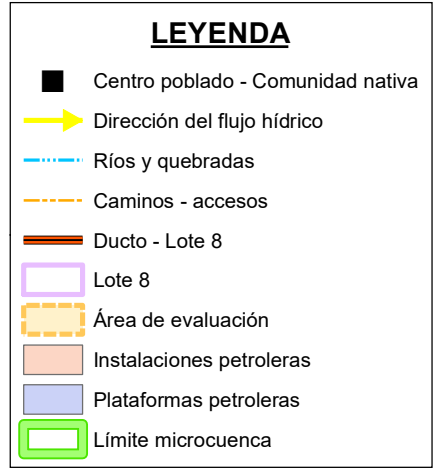 LEYENDA
Centro poblado - Comunidad nativa
Dirección del flujo hídrico
Ríos y quebradas
Caminos - accesos
Ducto - Lote 8
Lote 8
Área de evaluación
Instalaciones petroleras
Plataformas petroleras
Límite microcuenca